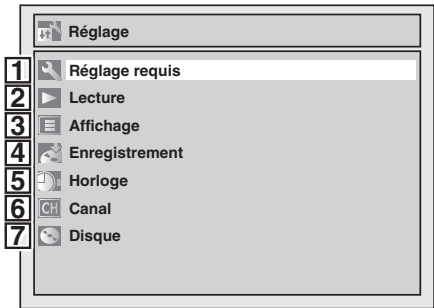 Réglage
1 Réglage requis
2 Lecture
3 Affichage
4 Enregistrement
5 Horloge
6 CH Canal
7 Disque